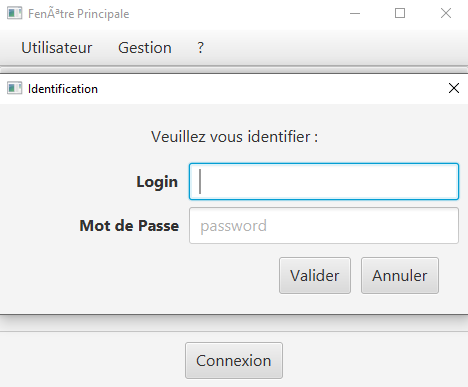 FenÃªtre Principale
Utilisateur Gestion ?
Identification
Veuillez vous identifier :
Login
Mot de Passe password
Valider Annuler
Connexion